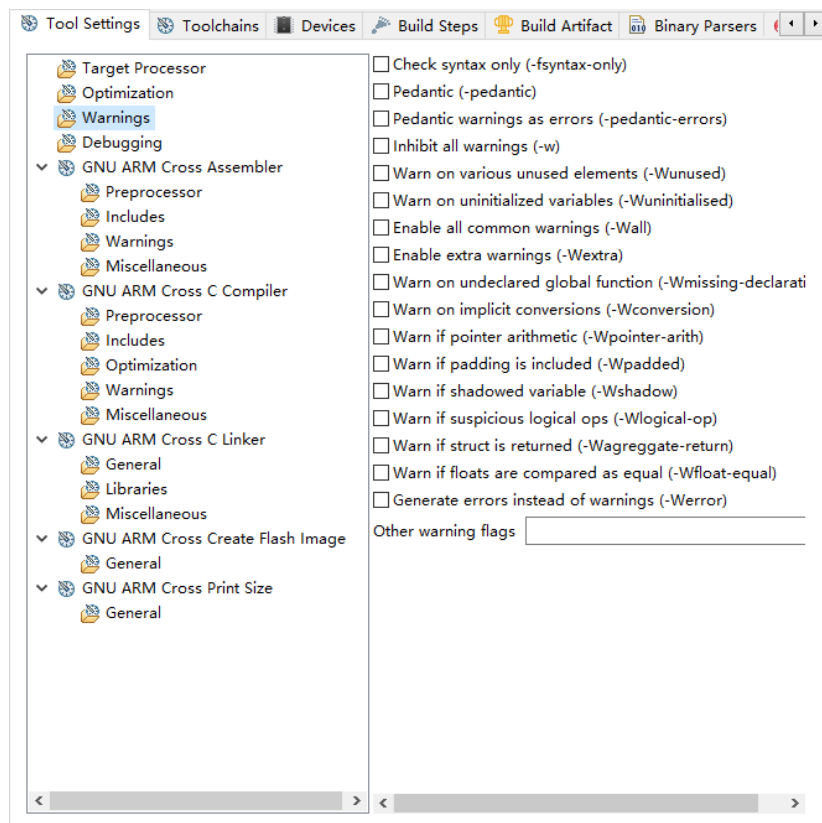 Tool Settings Toolchains Devices Build Steps Build Artifact Binary Parsers
Target Processor
Optimization
Warnings
Debugging
GNU ARM Cross Assembler
Preprocessor
Includes
Warnings
Miscellaneous
GNU ARM Cross C Compiler
Preprocessor
Includes
Optimization
Warnings
Miscellaneous
GNU ARM Cross C Linker
General
Libraries
Miscellaneous
GNU ARM Cross Create Flash Image
General
GNU ARM Cross Print Size
General
Check syntax only (-fsyntax-only)
Pedantic (-pedantic)
Pedantic warnings as errors (-pedantic-errors)
Inhibit all warnings (-w)
Warn on various unused elements (-Wunused)
Warn on uninitialized variables (-Wuninitialised)
Enable all common warnings (-Wall)
Enable extra warnings (-Wextra)
Warn on undeclared global function (-Wmissing-declarati
Warn on implicit conversions (-Wconversion)
Warn if pointer arithmetic (-Wpointer-arith)
Warn if padding is included (-Wpadded)
Warn if shadowed variable (-Wshadow)
Warn if suspicious logical ops (-Wlogical-op)
Warn if struct is returned (-Wagreggate-return)
Warn if floats are compared as equal (-Wfloat-equal)
Generate errors instead of warnings (-Werror)
Other warning flags